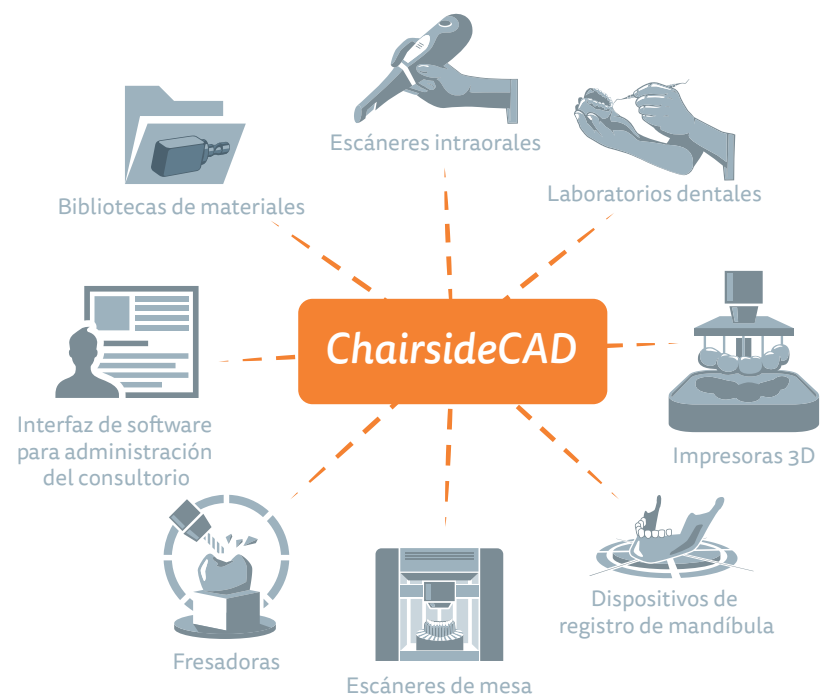 Escáneres intraorales
Laboratorios dentales
Bibliotecas de materiales
ChairsideCAD
Interfaz de software
para administración
del consultorio
Impresoras 3D
Dispositivos de
registro de mandíbula
Fresadoras
Escáneres de mesa